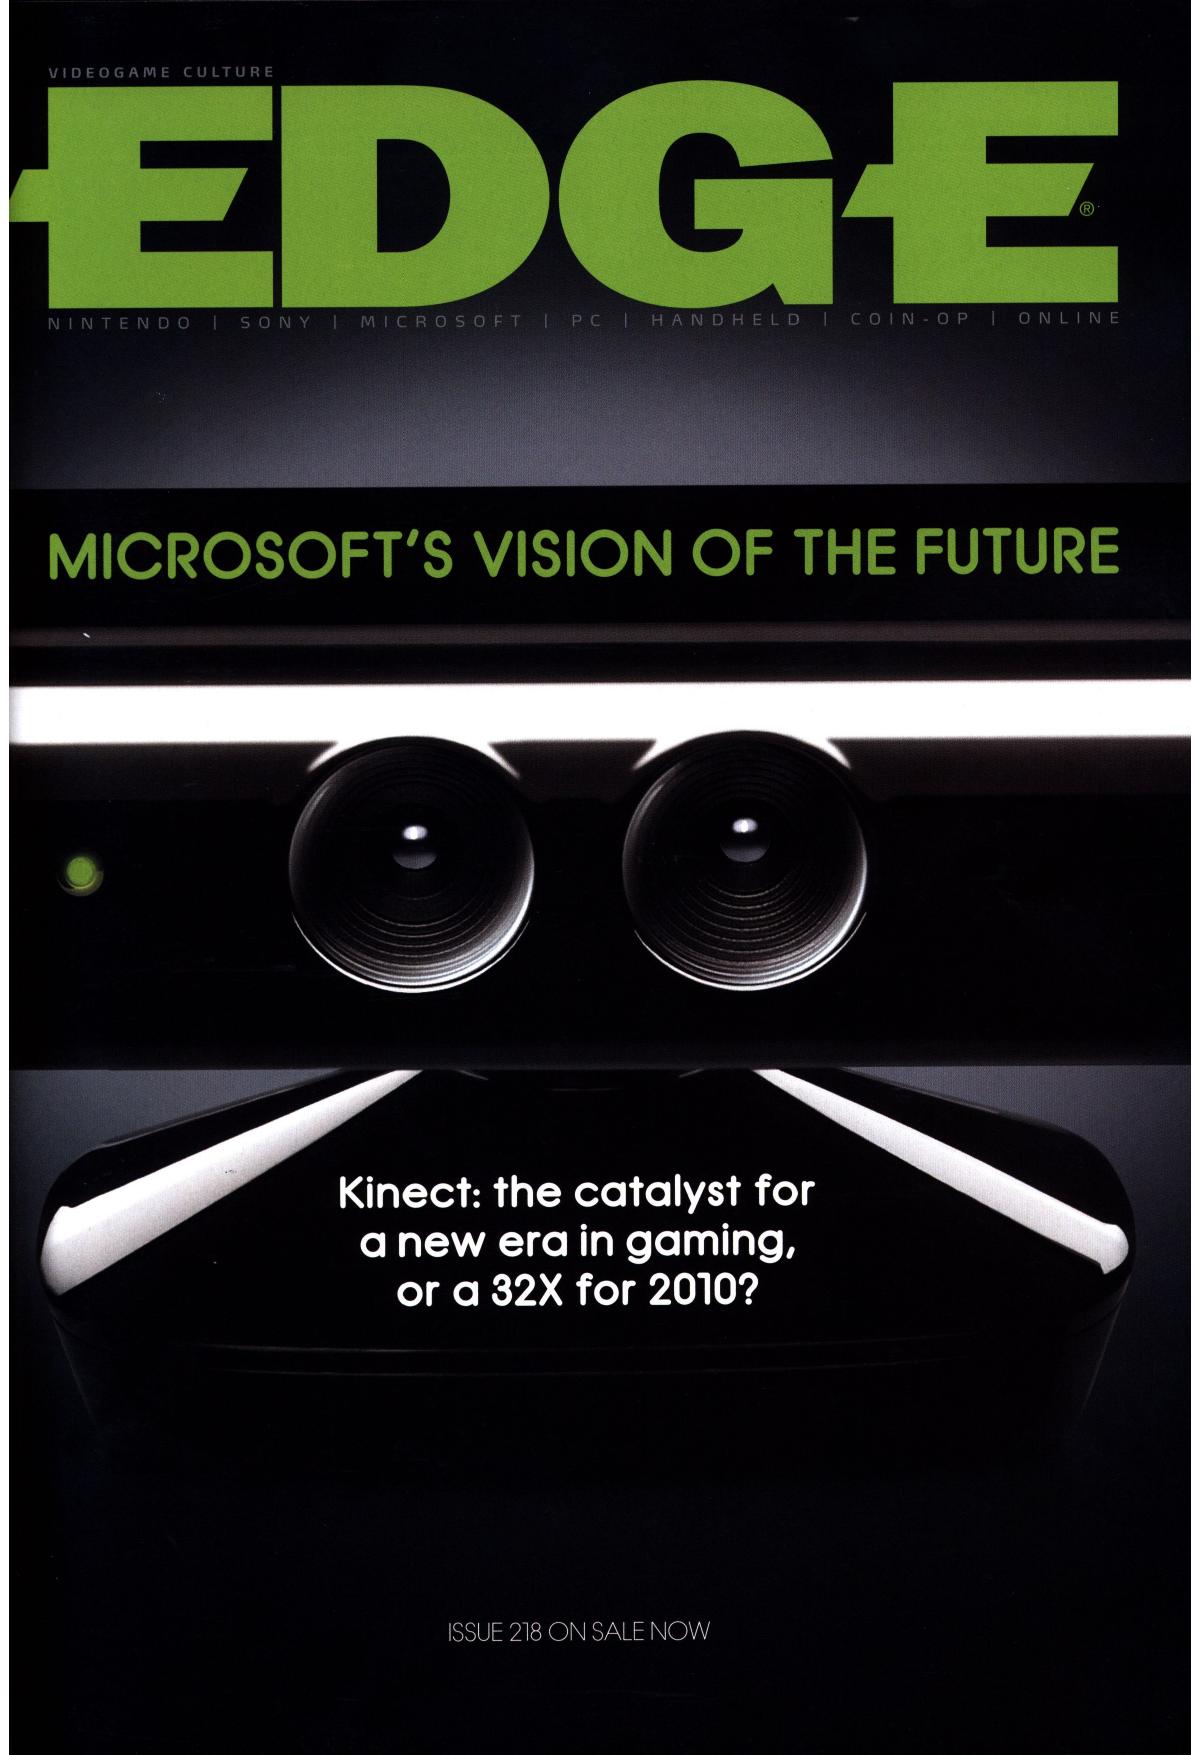 VIDEOGAME CULTURE
EDGE®
NINTENDO | SONY | MICROSOFT | PC | HANDHELD | COIN-OP | ONLINE
MICROSOFT'S VISION OF THE FUTURE
Kinect: the catalyst for
a new era in gaming,
or a 32X for 2010?
ISSUE 218 ON SALE NOW